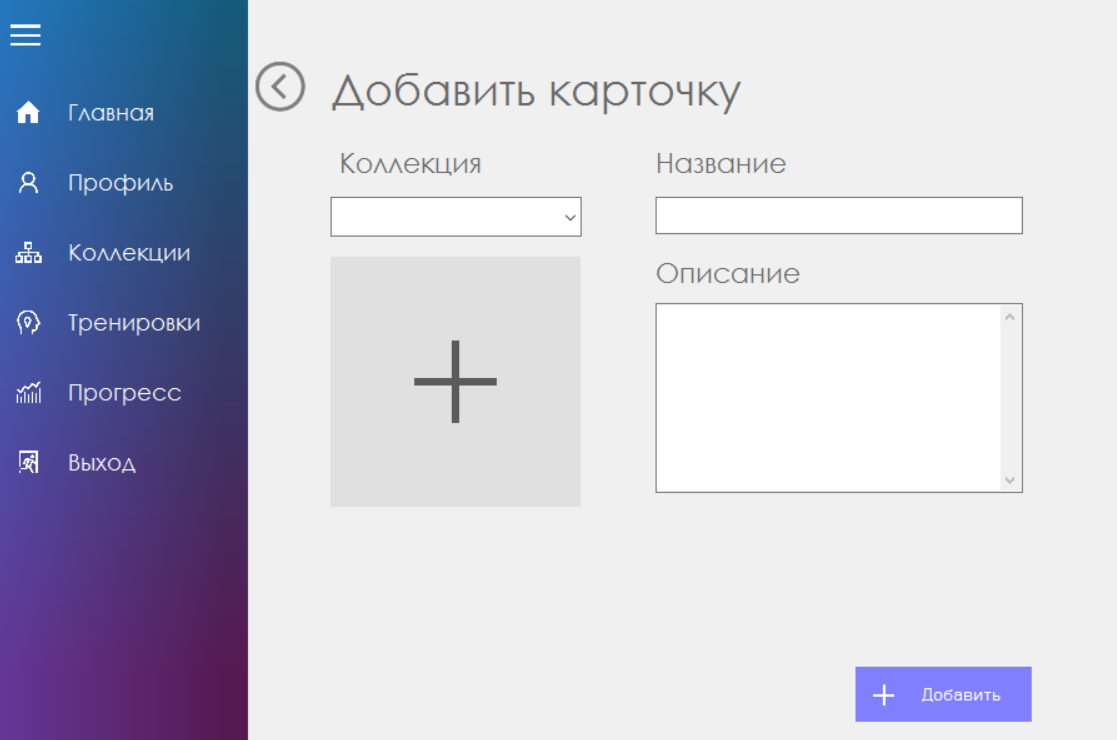 Главная
Профиль
Коллекции
Тренировки
Прогресс
Выход
Добавить карточку
Коллекция
Название
Описание
Добавить